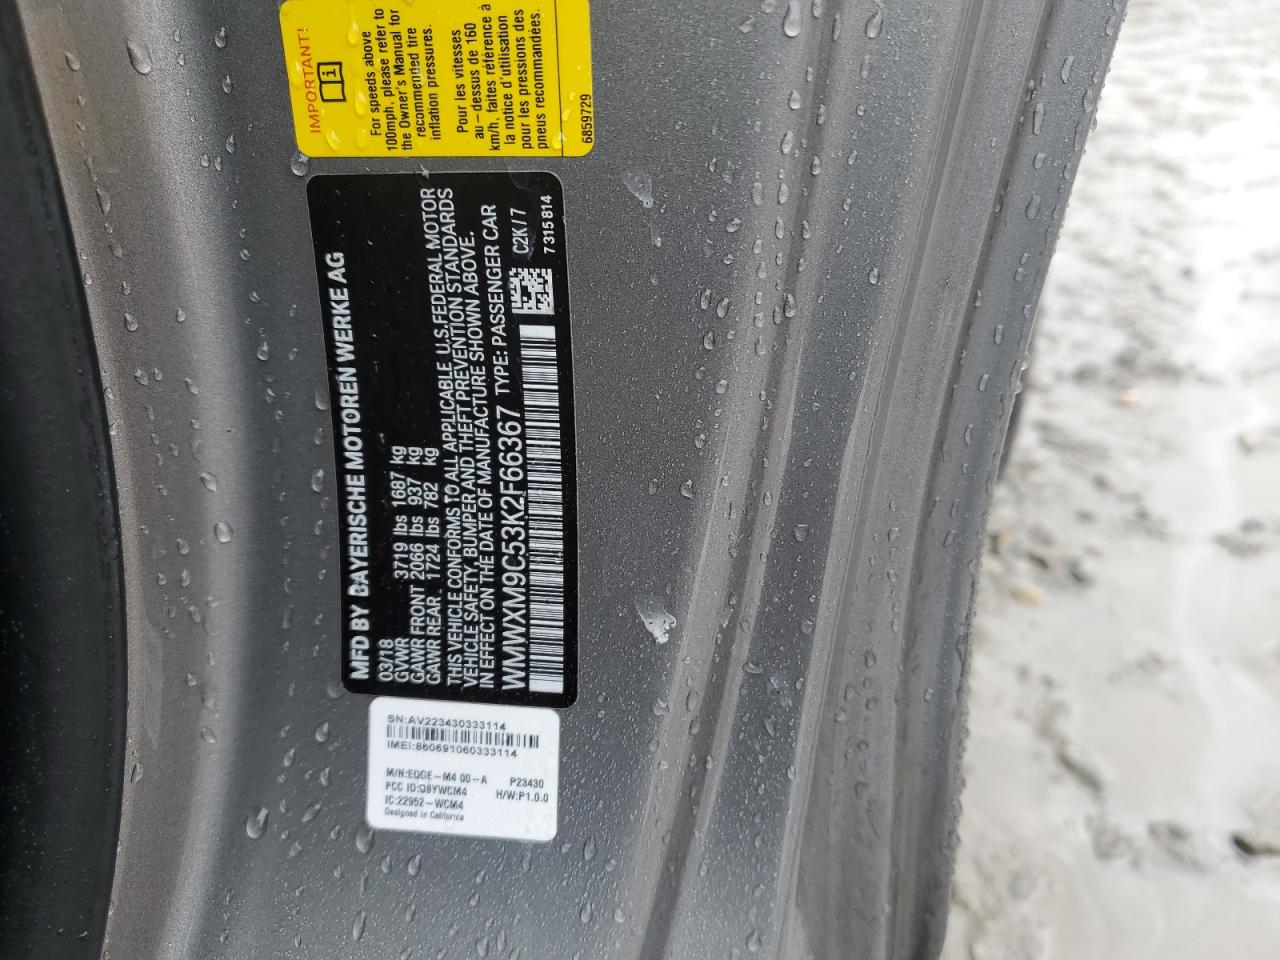 IMPORTANT!
For speeds above
100mph, please refer to
the Owner's Manual for
recommended tire
inflation pressures.
Pour les vitesses
au-dessus de 160
km/h, faites référence à
la notice d'utilisation
pour les pressions des
pneus recommandées.
6859729
MFD BY BAYERISCHE MOTOREN WERKE AG
03/18
GVWR 3719 lbs 1687 kg
GAWR FRONT 2066 lbs 937 kg
GAWR REAR 1724 lbs 782 kg
THIS VEHICLE CONFORMS TO ALL APPLICABLE U.S. FEDERAL MOTOR
VEHICLE SAFETY, BUMPER AND THEFT PREVENTION STANDARDS
IN EFFECT ON THE DATE OF MANUFACTURE SHOWN ABOVE.
WMWXM9C53K2F66367 TYPE: PASSENGER CAR
C2K/7
7315814
SN:AV223430333114
IMEI:860691060333114
M/N:EDGE-M4 00-A P23430
FCC ID:Q9YWCM4 H/W:P1.0.0
IC:22952-WCM4
Designed in California